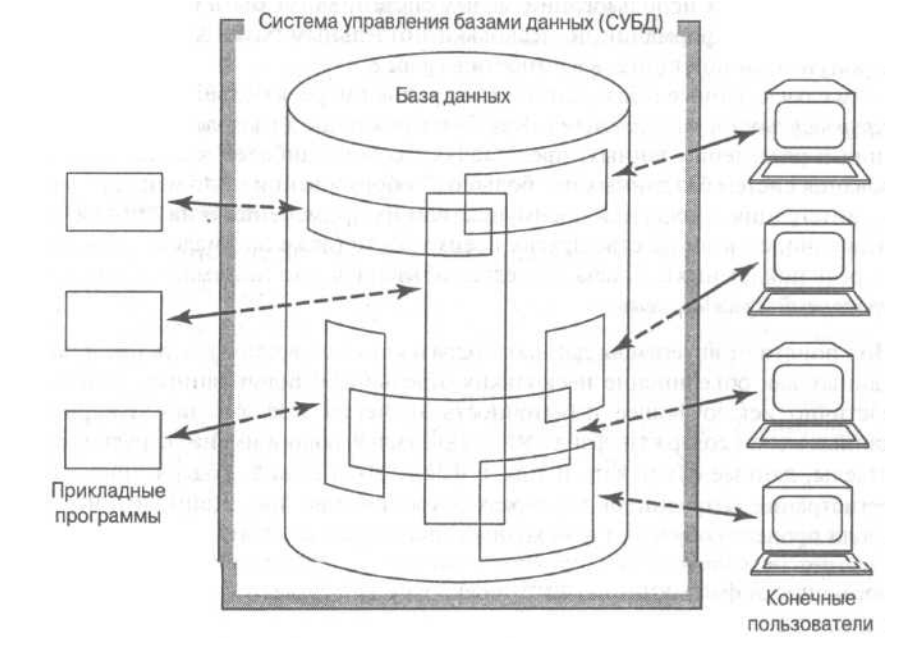 Система управления базами данных (СУБД)
База данных
Прикладные
программы
Конечные
пользователи